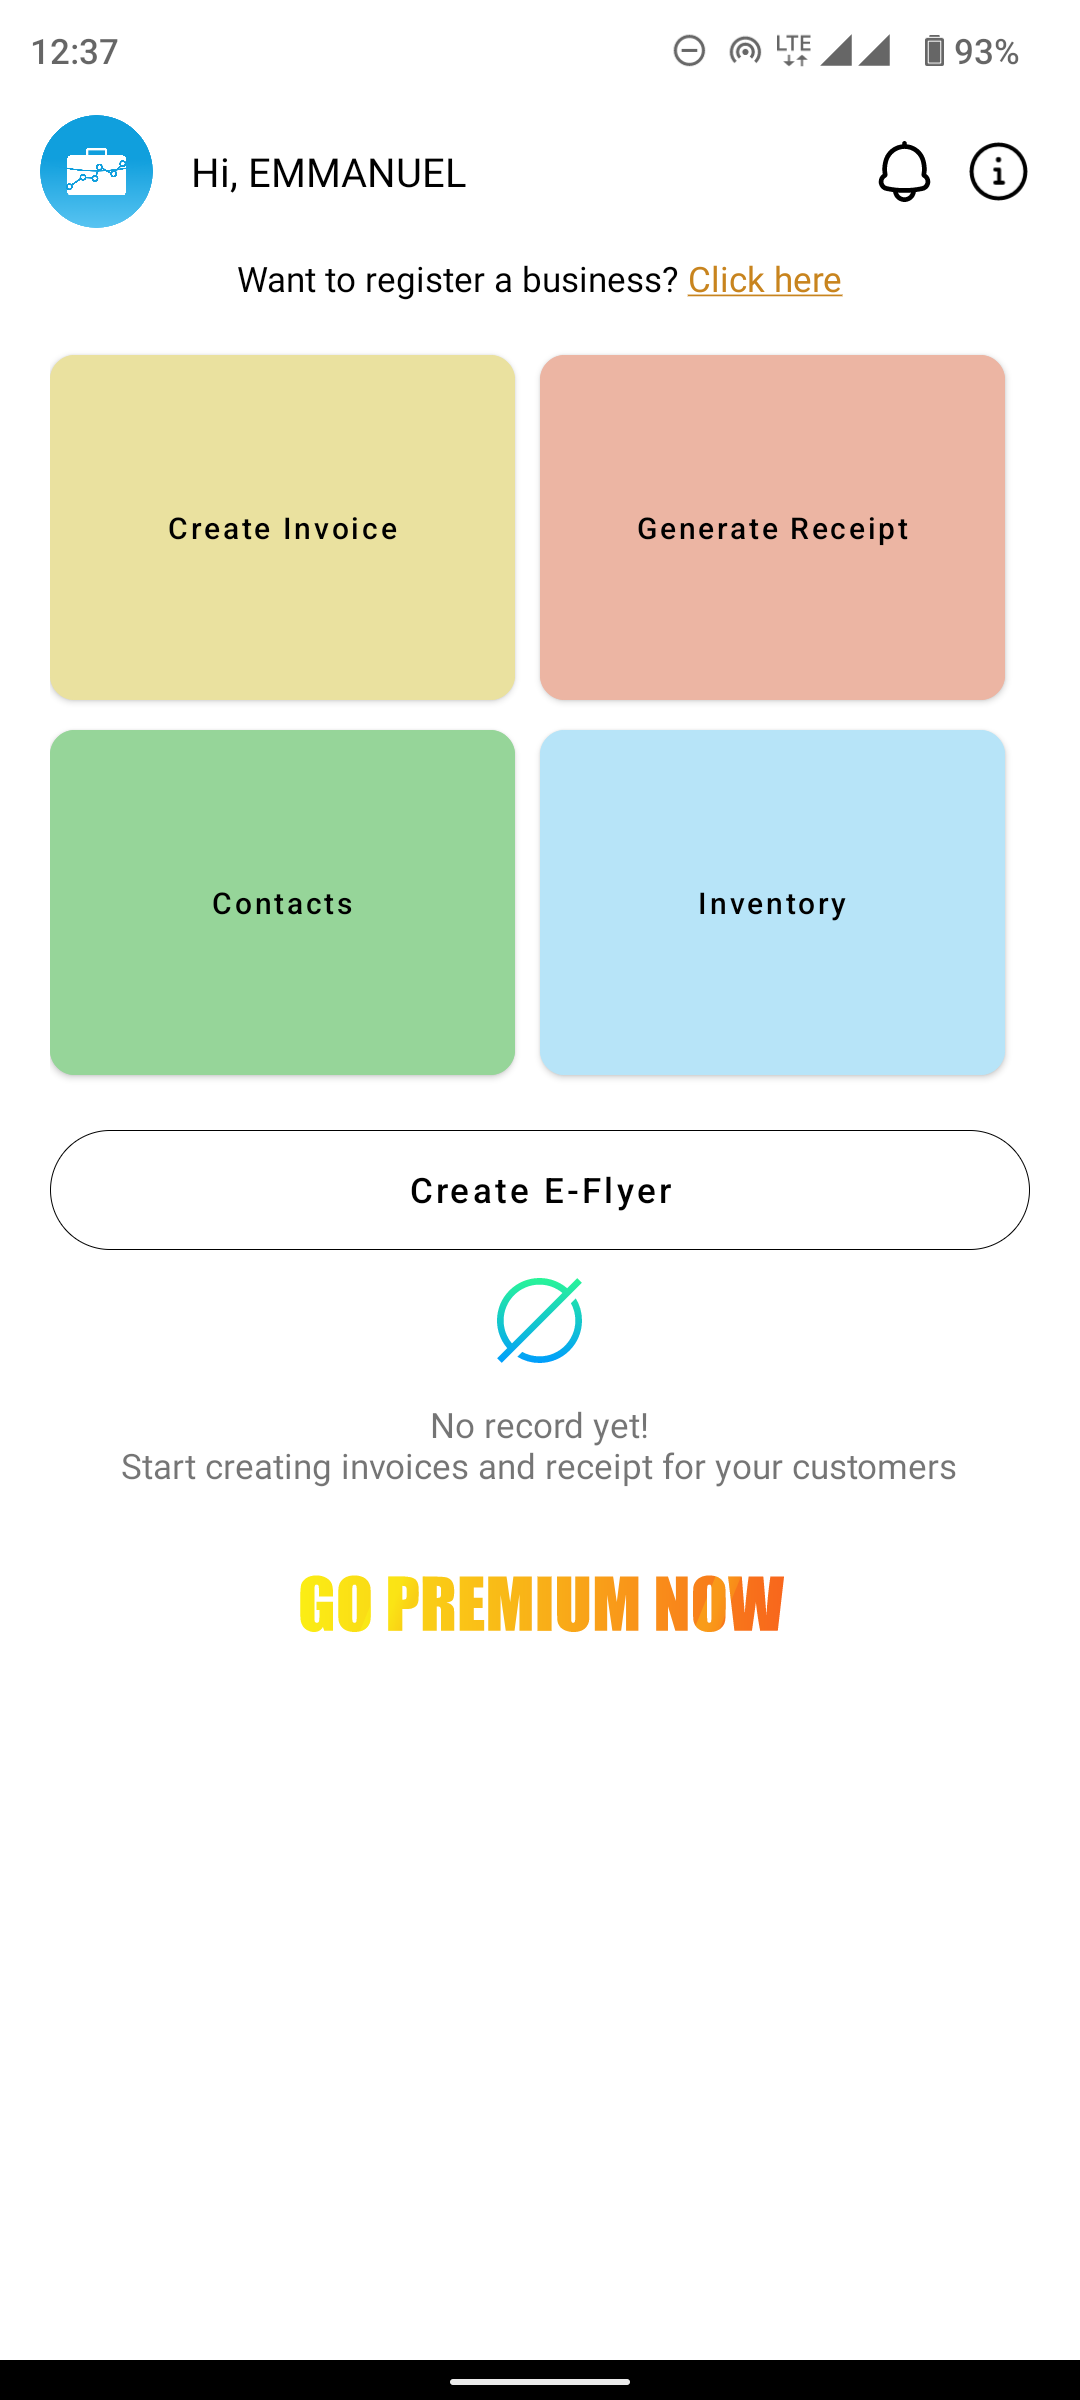 12:37
LTE
93%
Hi, EMMANUEL
Want to register a business? Click here
Create Invoice
Generate Receipt
Contacts
Inventory
Create E-Flyer
No record yet!
Start creating invoices and receipt for your customers
GO PREMIUM NOW